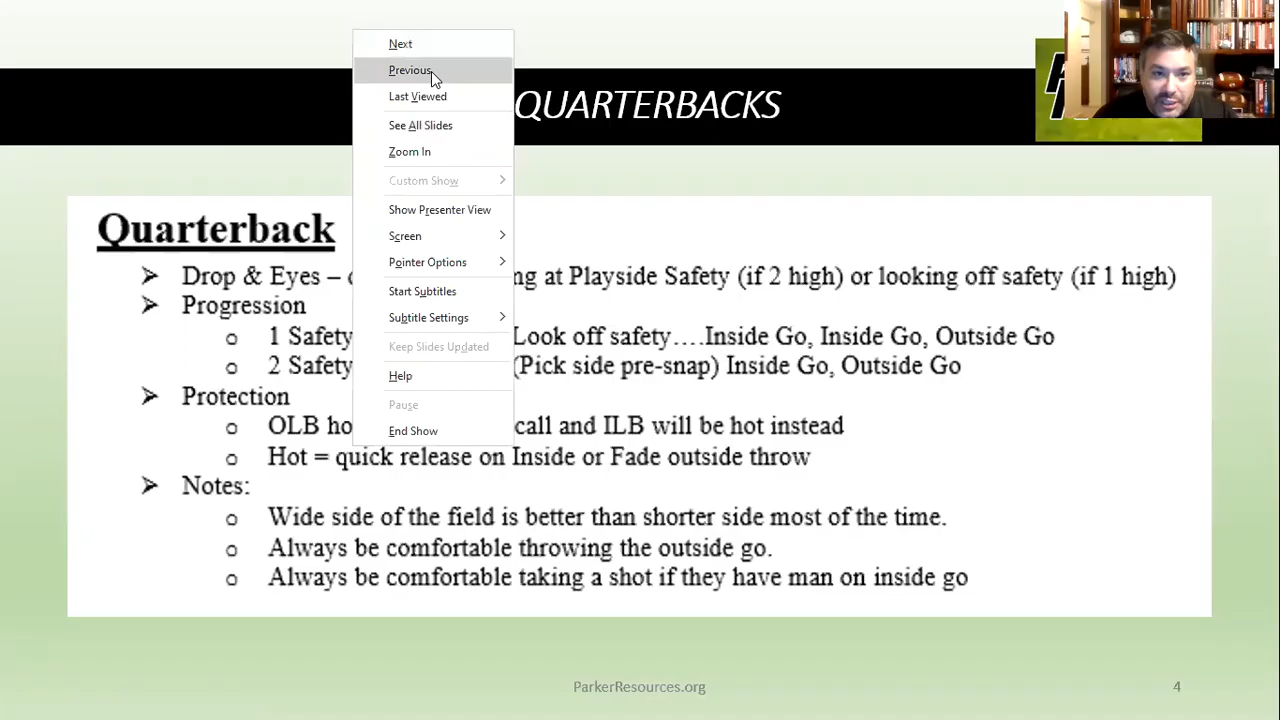 Next
Previous
Last Viewed
See All Slides
Zoom In
Custom Show
Show Presenter View
Screen
Pointer Options
Start Subtitles
Subtitle Settings
Keep Slides Updated
Help
Pause
End Show
QUARTERBACKS
Quarterback
Drop & Eyes – at Playside Safety (if 2 high) or looking off safety (if 1 high)
Progression
1 Safety Look off safety….Inside Go, Inside Go, Outside Go
2 Safety (Pick side pre-snap) Inside Go, Outside Go
Protection
OLB call and ILB will be hot instead
Hot = quick release on Inside or Fade outside throw
Notes:
Wide side of the field is better than shorter side most of the time.
Always be comfortable throwing the outside go.
Always be comfortable taking a shot if they have man on inside go
ParkerResources.org
4